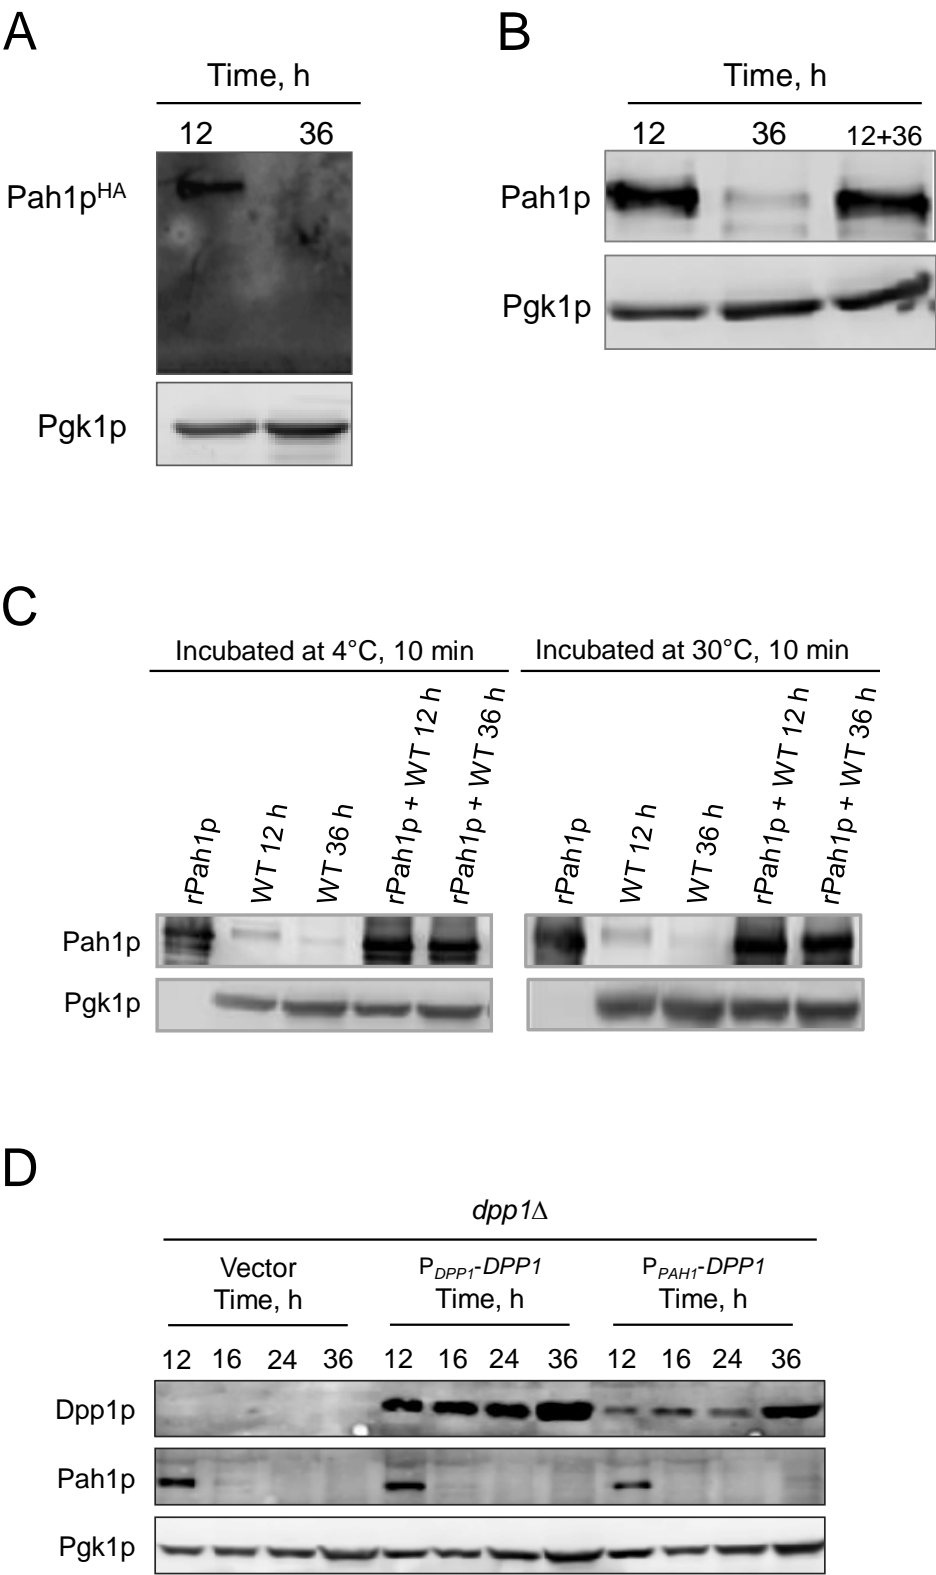 A
Time, h
12 36
Pah1pHA
Pgk1p
B
Time, h
12 36 12+36
Pah1p
Pgk1p
C
Incubated at 4°C, 10 min
Incubated at 30°C, 10 min
rPah1p
WT 12 h
WT 36 h
rPah1p + WT 12 h
rPah1p + WT 36 h
rPah1p
WT 12 h
WT 36 h
rPah1p + WT 12 h
rPah1p + WT 36 h
Pah1p
Pgk1p
D
dpp1Δ
Vector
Time, h
PDPP1-DPP1
Time, h
PPAH1-DPP1
Time, h
12 16 24 36 12 16 24 36 12 16 24 36
Dpp1p
Pah1p
Pgk1p